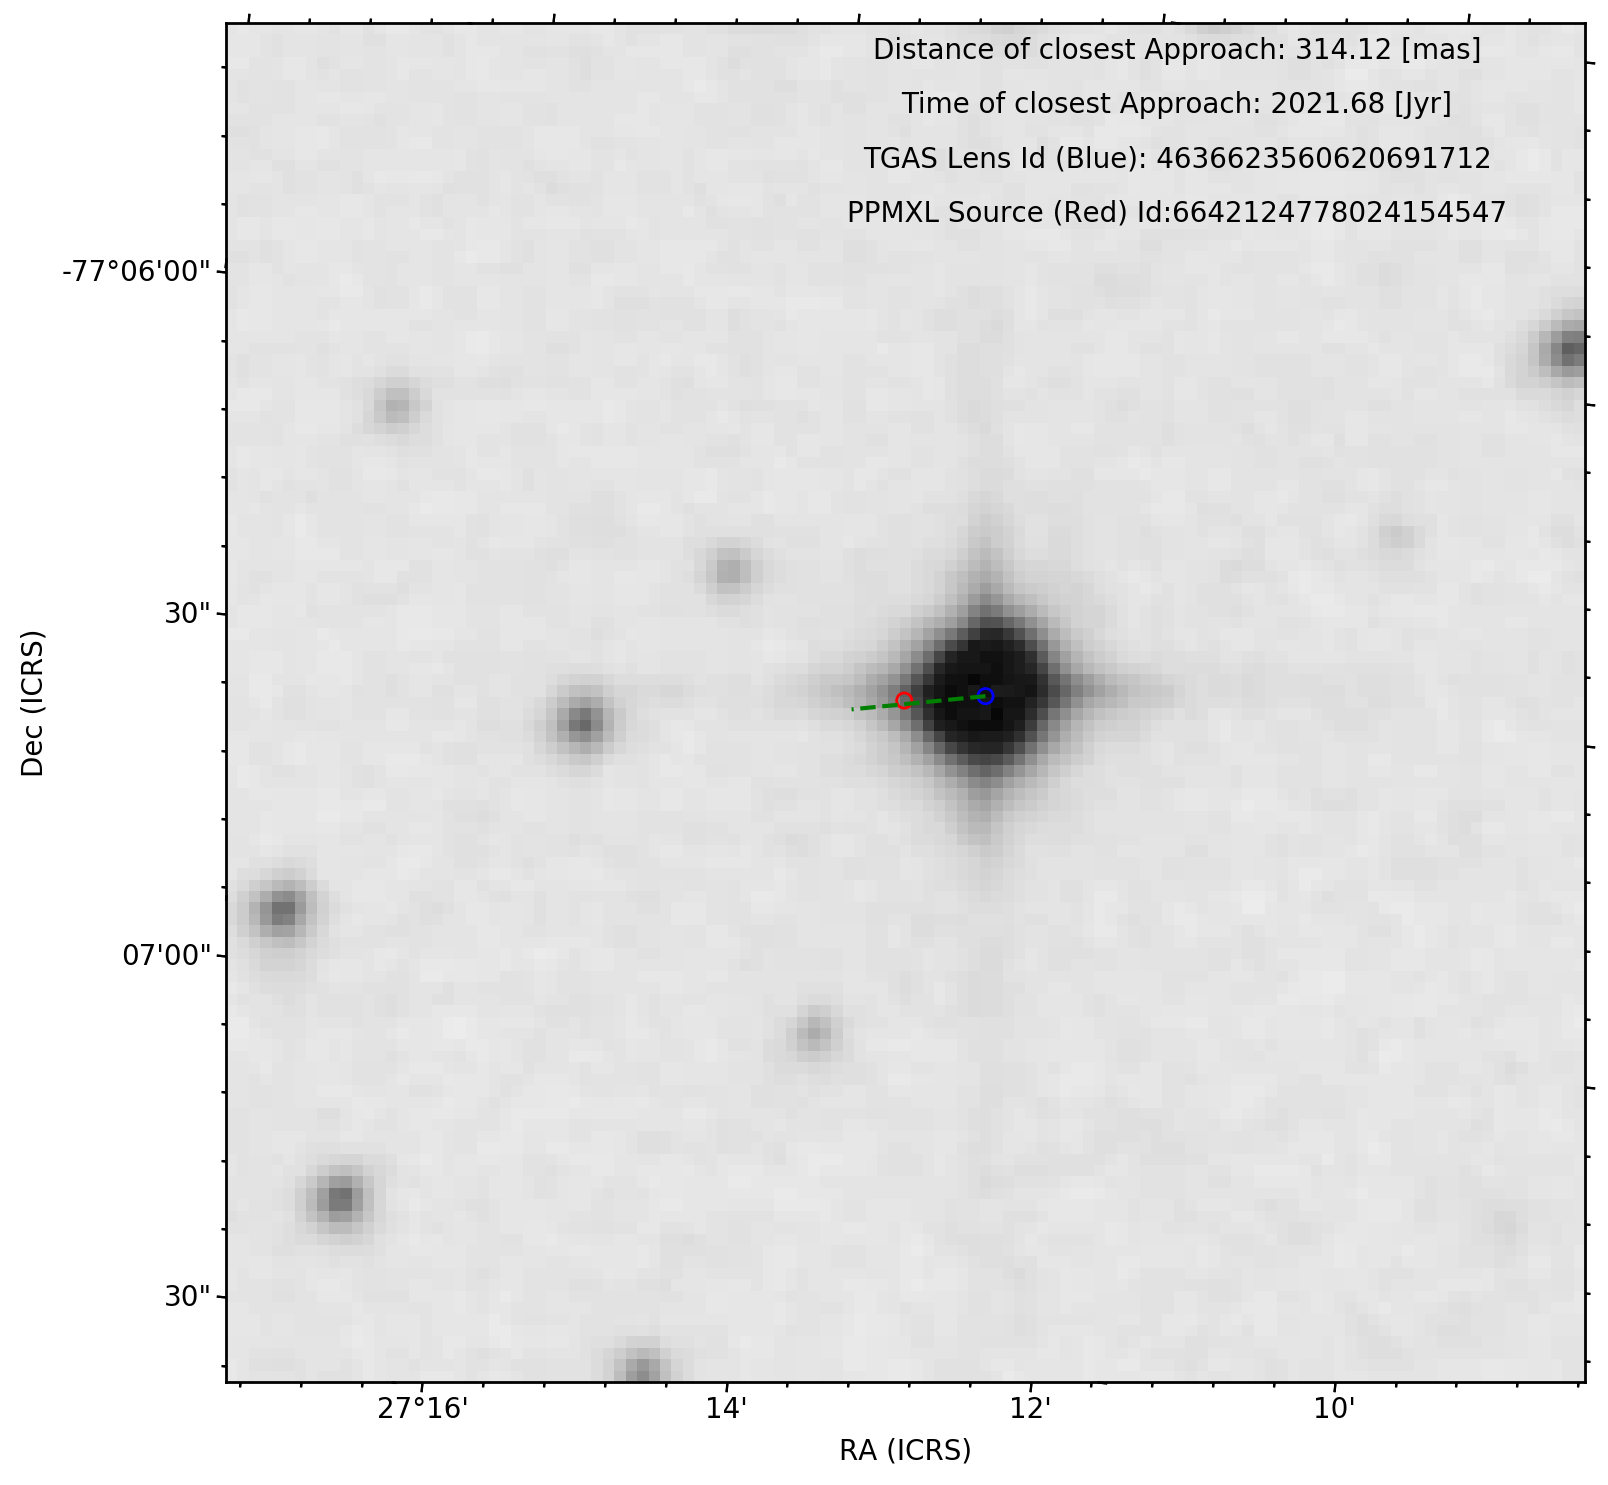 Distance of closest Approach: 314.12 [mas]
Time of closest Approach: 2021.68 [Jyr]
TGAS Lens Id (Blue): 4636623560620691712
PPMXL Source (Red) Id:6642124778024154547
-77°06'00"
30"
07'00"
30"
Dec (ICRS)
27°16' 14' 12' 10'
RA (ICRS)